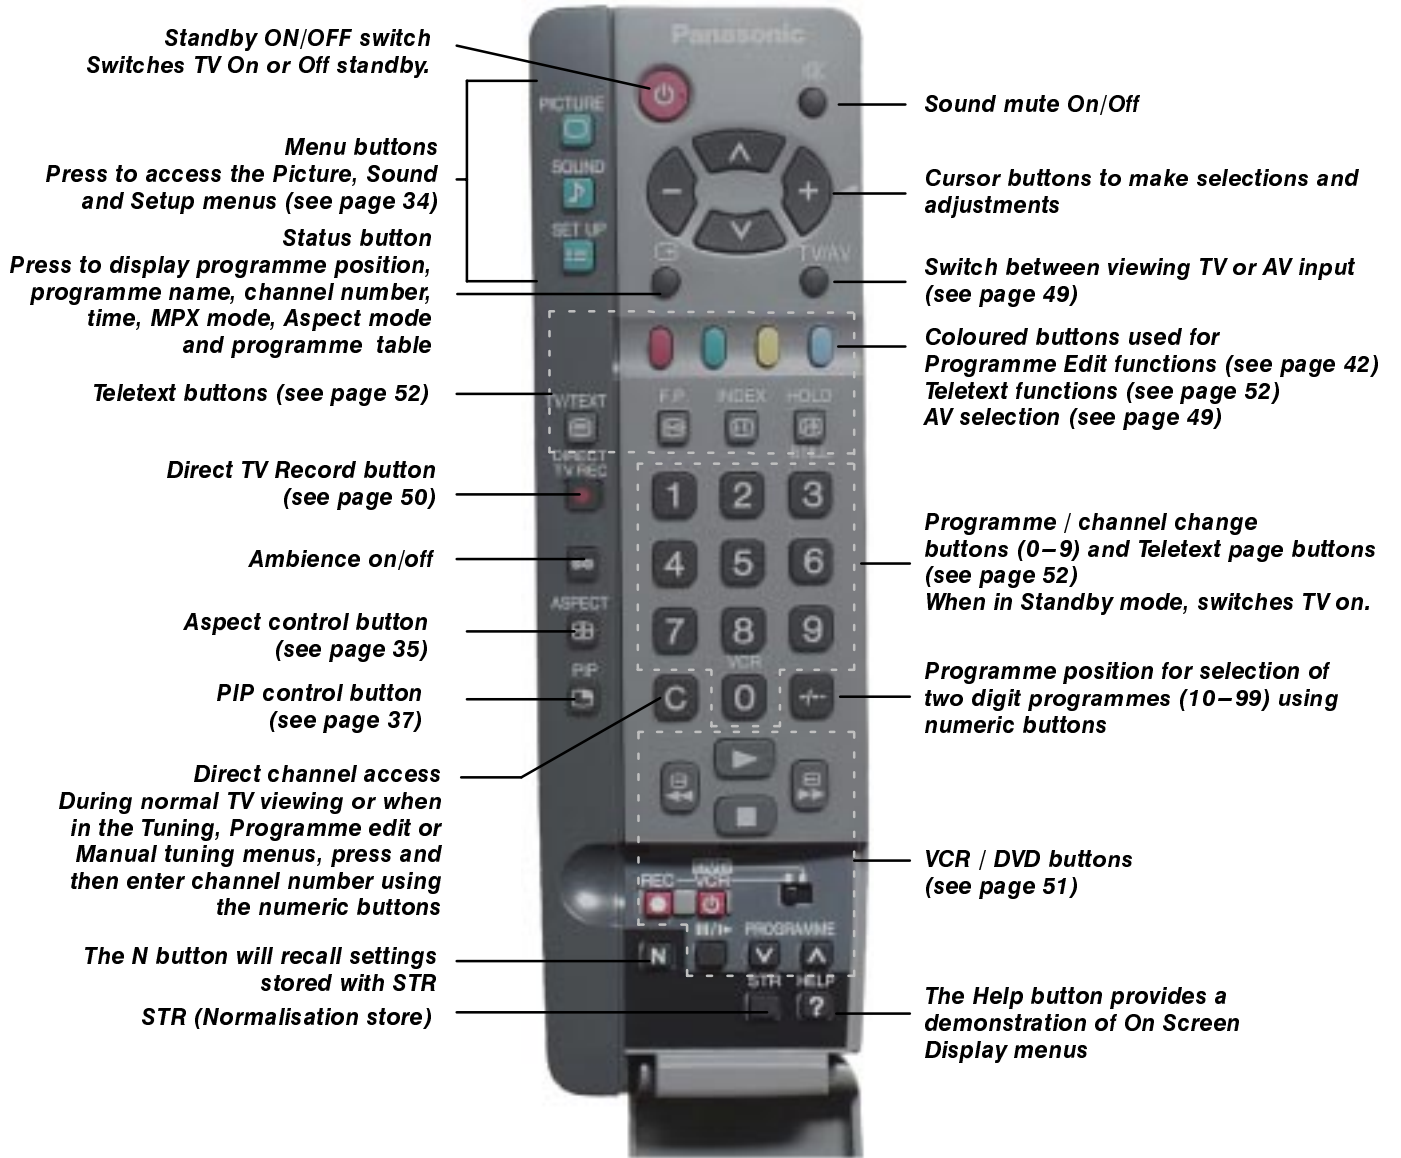 Standby ON/OFF switch
Switches TV On or Off standby.
Menu buttons
Press to access the Picture, Sound
and Setup menus (see page 34)
Status button
Press to display programme position,
programme name, channel number,
time, MPX mode, Aspect mode
and programme table
Teletext buttons (see page 52)
Direct TV Record button
(see page 50)
Ambience on/off
Aspect control button
(see page 35)
PIP control button
(see page 37)
Direct channel access
During normal TV viewing or when
in the Tuning, Programme edit or
Manual tuning menus, press and
then enter channel number using
the numeric buttons
The N button will recall settings
stored with STR
STR (Normalisation store)
Panasonic
PICTURE
SOUND
SET UP
TV/AV
TV/TEXT
F.P.
INDEX
HOLD
DIRECT
TV REC
1 2 3
4 5 6
ASPECT
7 8 9
PIP
VCR
C 0 -/--
REC VCR
II/I▶ PROGRAMME
N
STR HELP
?
Sound mute On/Off
Cursor buttons to make selections and
adjustments
Switch between viewing TV or AV input
(see page 49)
Coloured buttons used for
Programme Edit functions (see page 42)
Teletext functions (see page 52)
AV selection (see page 49)
Programme / channel change
buttons (0–9) and Teletext page buttons
(see page 52)
When in Standby mode, switches TV on.
Programme position for selection of
two digit programmes (10–99) using
numeric buttons
VCR / DVD buttons
(see page 51)
The Help button provides a
demonstration of On Screen
Display menus